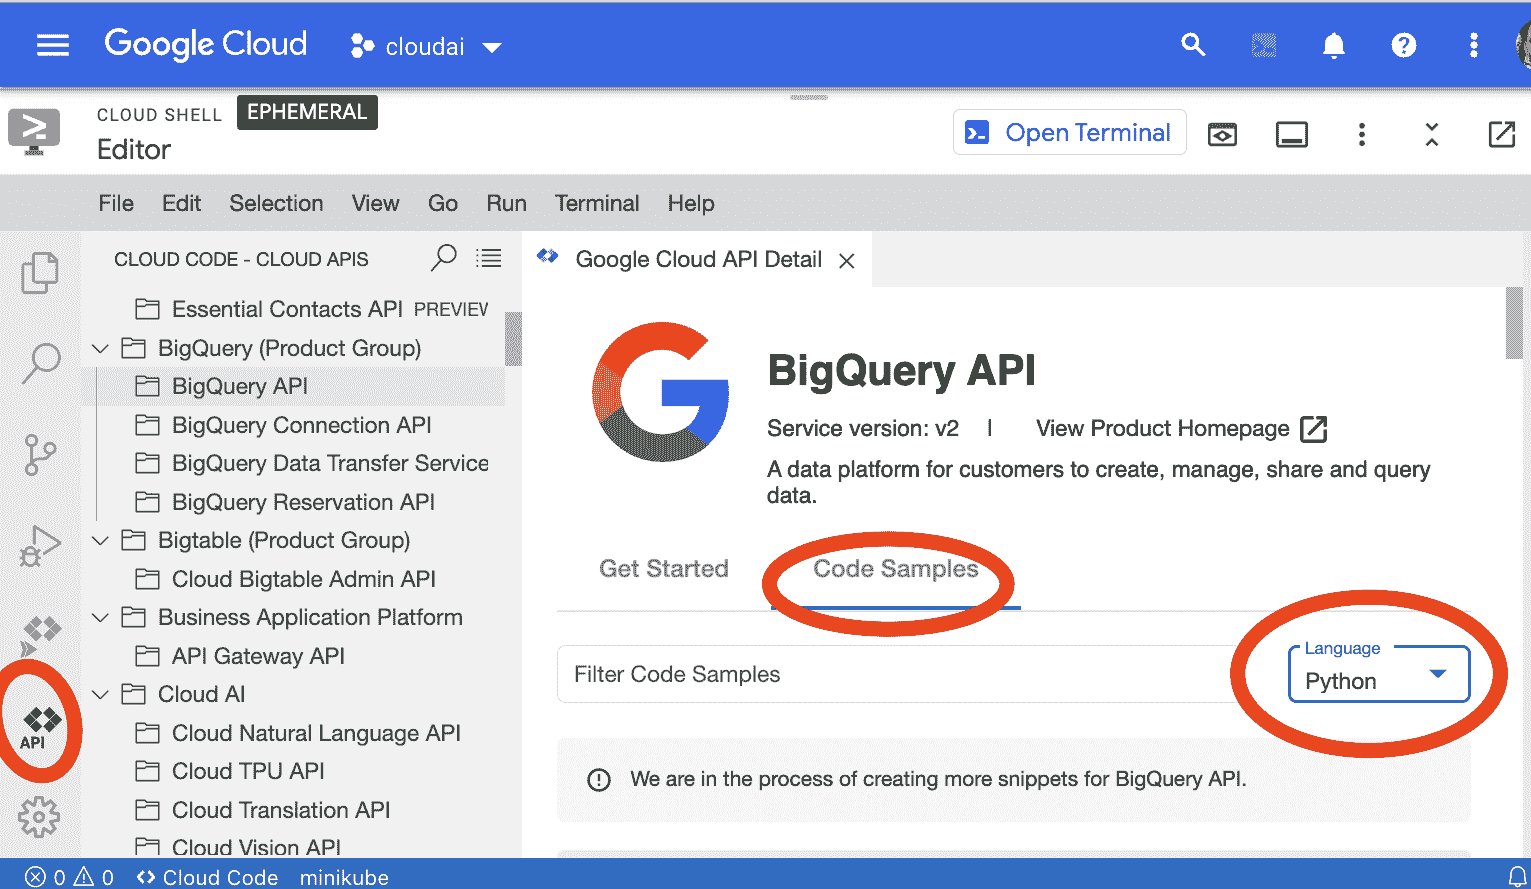 Google Cloud
cloudai
CLOUD SHELL
EPHEMERAL
Editor
Open Terminal
File Edit Selection View Go Run Terminal Help
CLOUD CODE - CLOUD APIS
Essential Contacts API PREVIEW
BigQuery (Product Group)
BigQuery API
BigQuery Connection API
BigQuery Data Transfer Service
BigQuery Reservation API
Bigtable (Product Group)
Cloud Bigtable Admin API
Business Application Platform
API Gateway API
Cloud AI
Cloud Natural Language API
Cloud TPU API
Cloud Translation API
Cloud Vision API
API
Google Cloud API Detail
BigQuery API
Service version: v2 | View Product Homepage
A data platform for customers to create, manage, share and query
data.
Get Started Code Samples
Filter Code Samples
Language
Python
We are in the process of creating more snippets for BigQuery API.
0 0 Cloud Code minikube